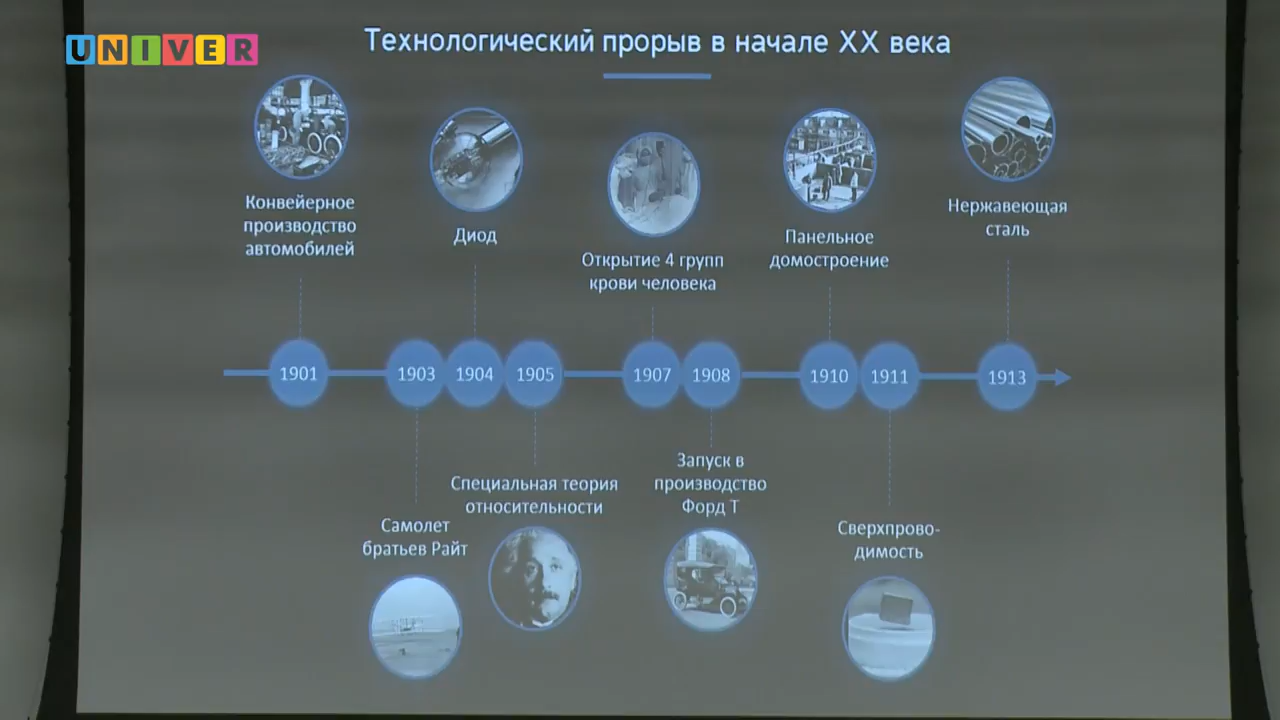 UNIVER
Технологический прорыв в начале XX века
Конвейерное
производство
автомобилей
Диод
Открытие 4 групп
крови человека
Панельное
домостроение
Нержавеющая
сталь
1901
1903
1904
1905
1907
1908
1910
1911
1913
Самолет
братьев Райт
Специальная теория
относительности
Запуск в
производство
Форд Т
Сверхпрово-
димость